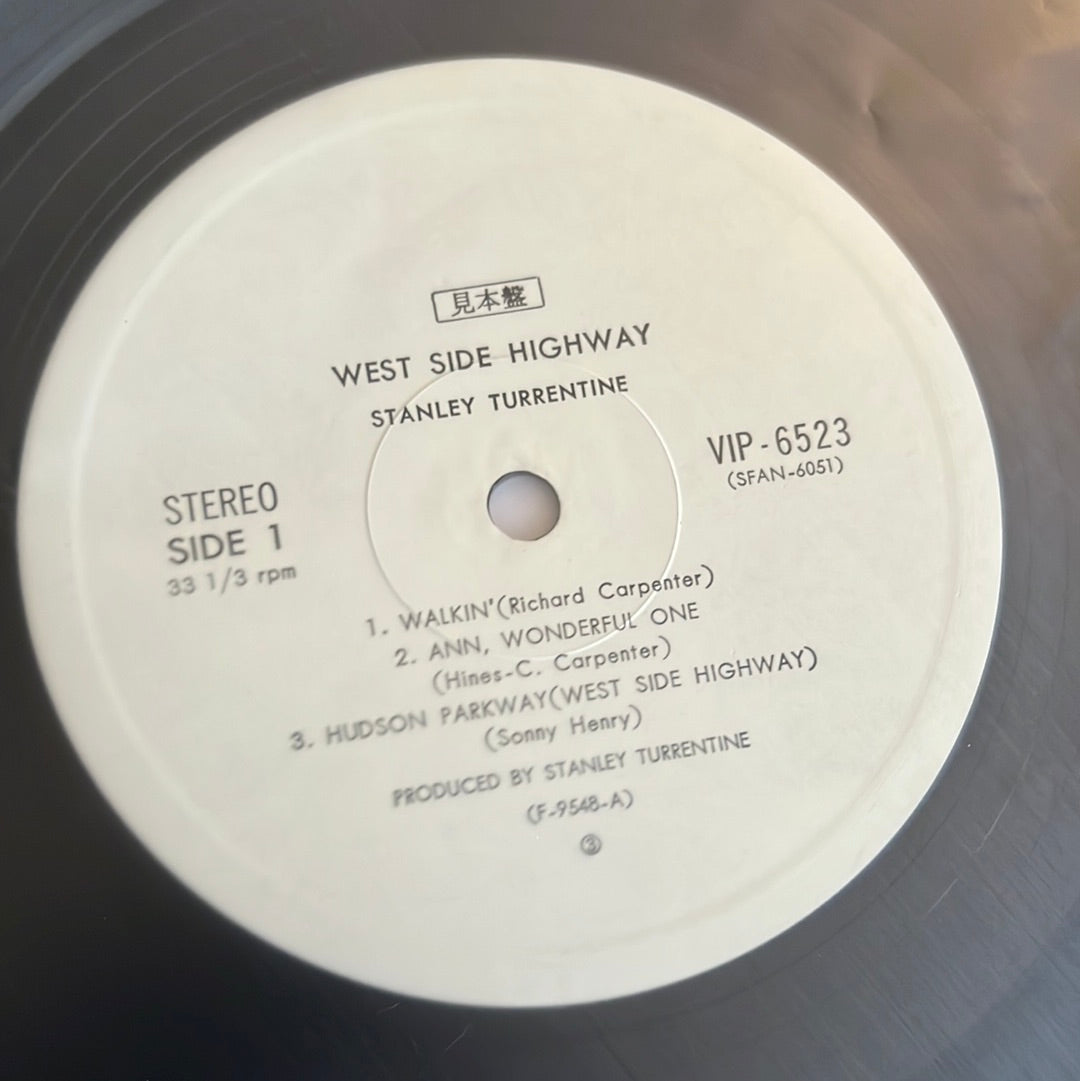 見本盤
WEST SIDE HIGHWAY
STANLEY TURRENTINE
VIP-6523
(SFAN-6051)
STEREO
SIDE 1
33 1/3 rpm
1. WALKIN'(Richard Carpenter)
2. ANN, WONDERFUL ONE
(Hines-C. Carpenter)
3. HUDSON PARKWAY(WEST SIDE HIGHWAY)
(Sonny Henry)
PRODUCED BY STANLEY TURRENTINE
(F-9548-A)
③